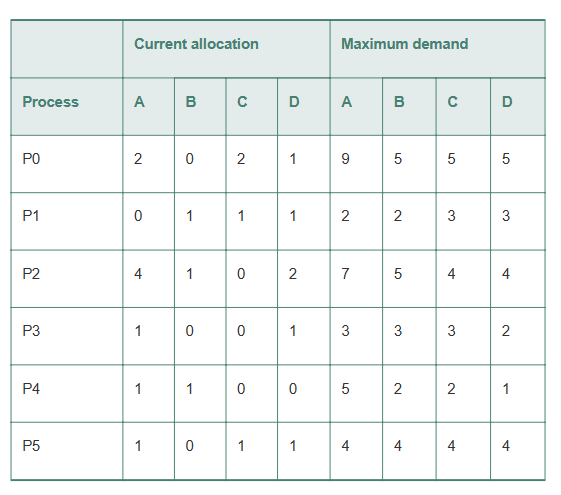 Current allocation Maximum demand
Process A B C D A B C D
P0 2 0 2 1 9 5 5 5
P1 0 1 1 1 2 2 3 3
P2 4 1 0 2 7 5 4 4
P3 1 0 0 1 3 3 3 2
P4 1 1 0 0 5 2 2 1
P5 1 0 1 1 4 4 4 4